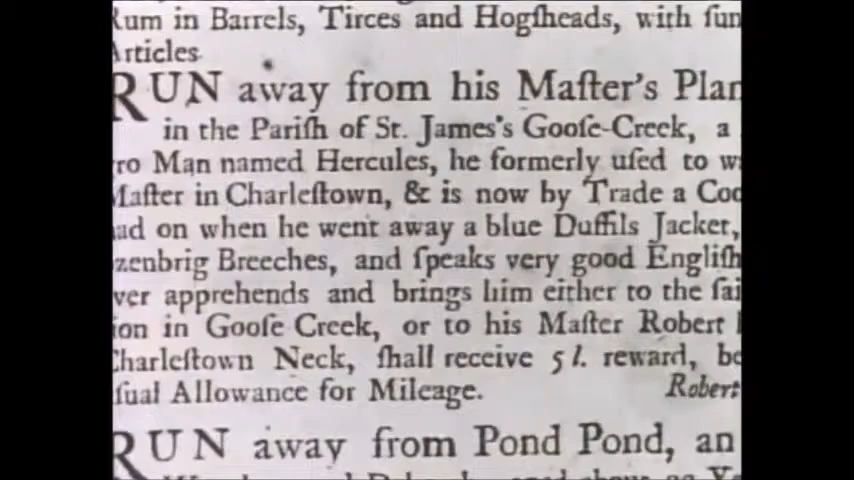 Rum in Barrels, Tirces and Hogſheads, with ſun
Articles
RUN away from his Maſter's Plan
in the Pariſh of St. James's Gooſe-Creek, a
gro Man named Hercules, he formerly uſed to w
Maſter in Charleſtown, & is now by Trade a Coo
had on when he went away a blue Duffils Jacket,
zenbrig Breeches, and ſpeaks very good Engliſh
ver apprehends and brings him either to the ſai
ion in Gooſe Creek, or to his Maſter Robert
Charleſtown Neck, ſhall receive 5 l. reward, be
ſual Allowance for Mileage. Robert
RUN away from Pond Pond, an